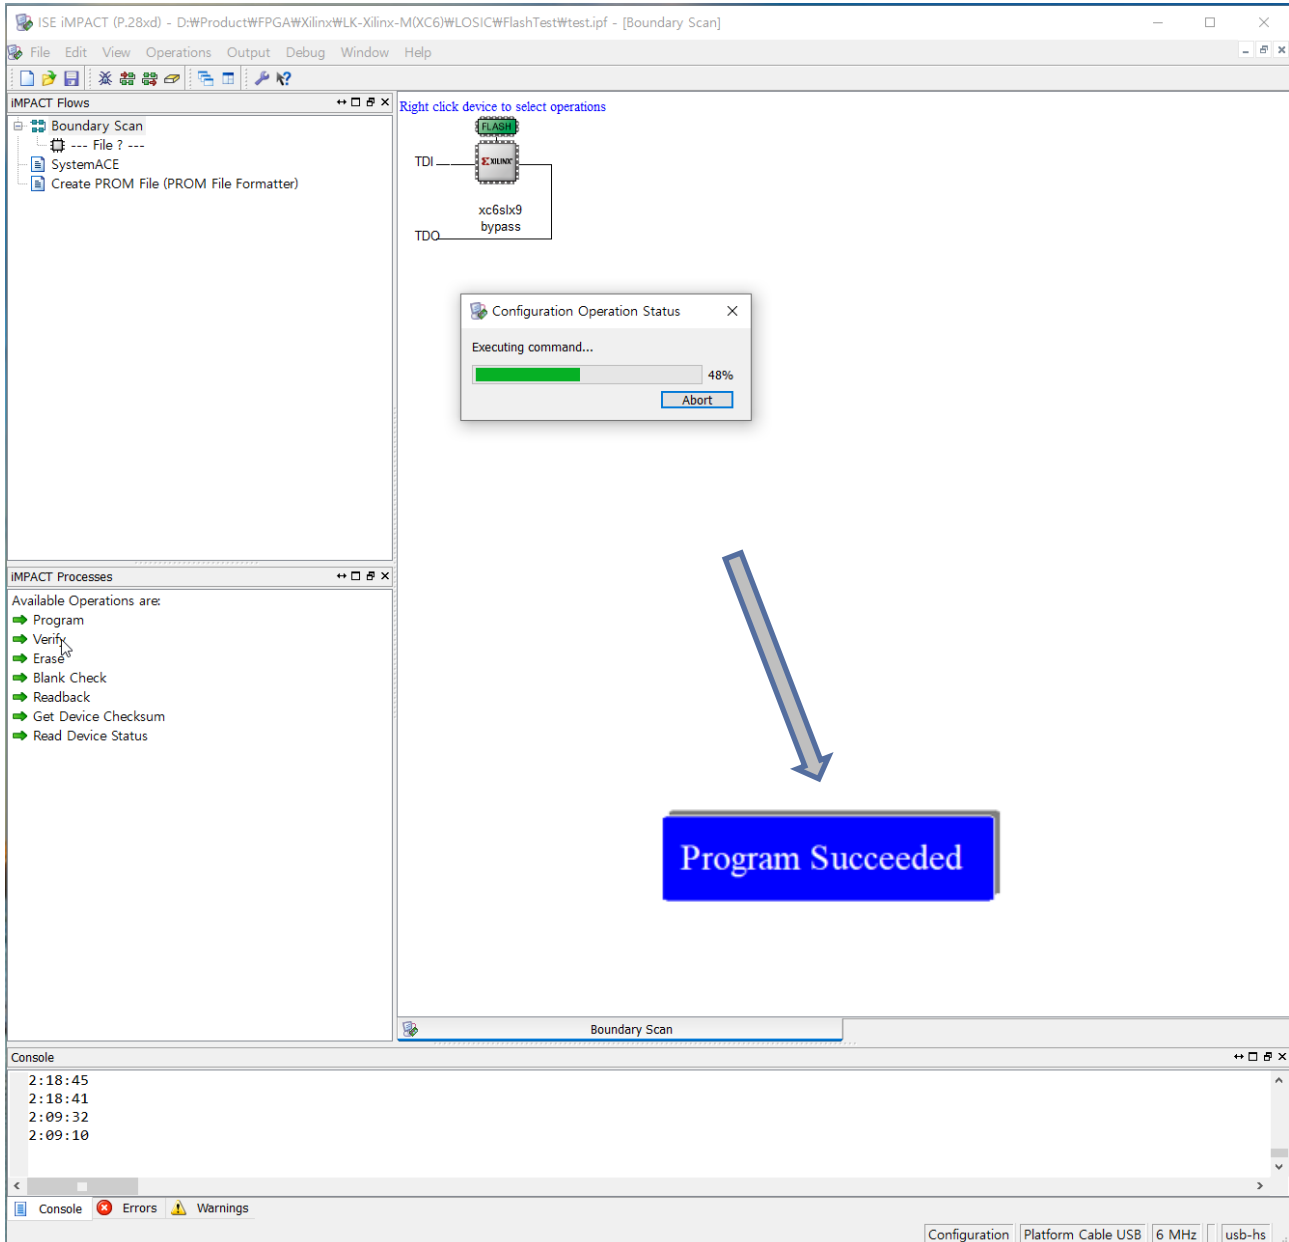 ISE iMPACT (P.28xd) - D:₩Product₩FPGA₩Xilinx₩LK-Xilinx-M(XC6)₩LOSIC₩FlashTest₩test.ipf - [Boundary Scan]
File Edit View Operations Output Debug Window Help
iMPACT Flows
Boundary Scan
--- File ? ---
SystemACE
Create PROM File (PROM File Formatter)
Right click device to select operations
FLASH
TDI
XILINX
xc6slx9
bypass
TDO
Configuration Operation Status
Executing command...
48%
Abort
iMPACT Processes
Available Operations are:
Program
Verify
Erase
Blank Check
Readback
Get Device Checksum
Read Device Status
Program Succeeded
Boundary Scan
Console
2:18:45
2:18:41
2:09:32
2:09:10
Console Errors Warnings
Configuration Platform Cable USB 6 MHz usb-hs